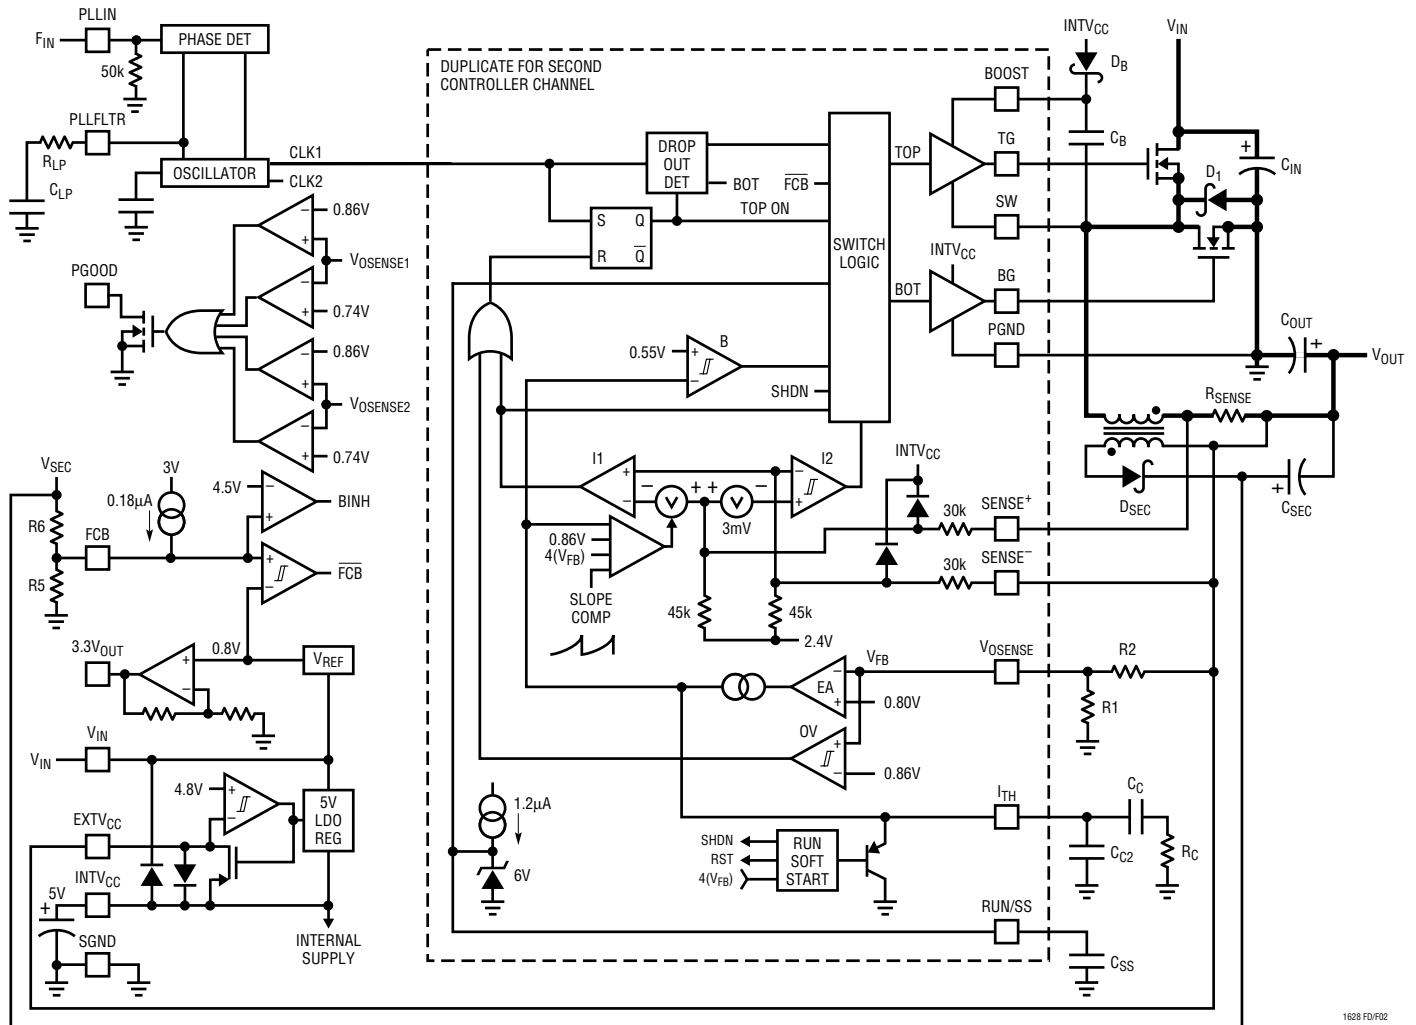 PLLIN
F_IN
PHASE DET
50k
PLLFLTR
R_LP
C_LP
OSCILLATOR
CLK1
CLK2
0.86V
V_OSENSE1
0.74V
PGOOD
0.86V
V_OSENSE2
0.74V
V_SEC
R6
FCB
R5
3V
0.18μA
4.5V
BINH
F̅C̅B̅
3.3V_OUT
0.8V
V_REF
V_IN
V_IN
4.8V
5V
LDO
REG
EXTV_CC
INTV_CC
5V
SGND
INTERNAL
SUPPLY
DUPLICATE FOR SECOND
CONTROLLER CHANNEL
DROP
OUT
DET
BOT
F̅C̅B̅
TOP ON
S
Q
R
Q̅
SWITCH
LOGIC
TOP
BOT
INTV_CC
0.55V
B
SHDN
I1
I2
3mV
0.86V
4(V_FB)
SLOPE
COMP
45k
45k
2.4V
INTV_CC
30k
30k
V_FB
EA
0.80V
OV
0.86V
1.2μA
6V
SHDN
RST
4(V_FB)
RUN
SOFT
START
BOOST
TG
SW
BG
PGND
SENSE⁺
SENSE⁻
V_OSENSE
I_TH
RUN/SS
INTV_CC
D_B
C_B
V_IN
D_1
C_IN
C_OUT
V_OUT
R_SENSE
D_SEC
C_SEC
R2
R1
C_C
C_C2
R_C
C_SS
1628 FD/F02